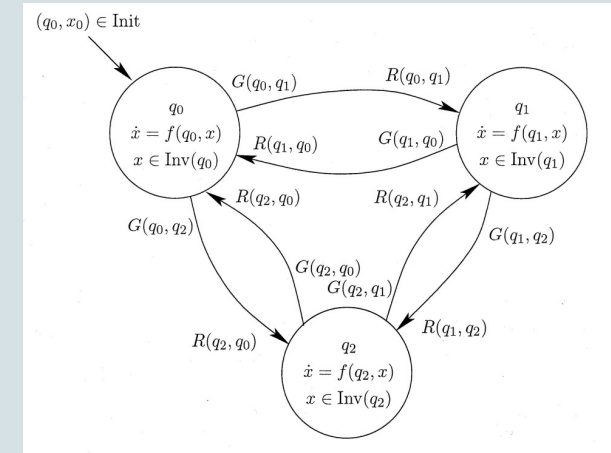 (q₀, x₀) ∈ Init
G(q₀, q₁)
R(q₀, q₁)
q₀
ẋ = f(q₀, x)
x ∈ Inv(q₀)
q₁
ẋ = f(q₁, x)
x ∈ Inv(q₁)
R(q₁, q₀)
G(q₁, q₀)
R(q₂, q₀)
R(q₂, q₁)
G(q₀, q₂)
G(q₁, q₂)
G(q₂, q₀)
G(q₂, q₁)
R(q₂, q₀)
R(q₁, q₂)
q₂
ẋ = f(q₂, x)
x ∈ Inv(q₂)